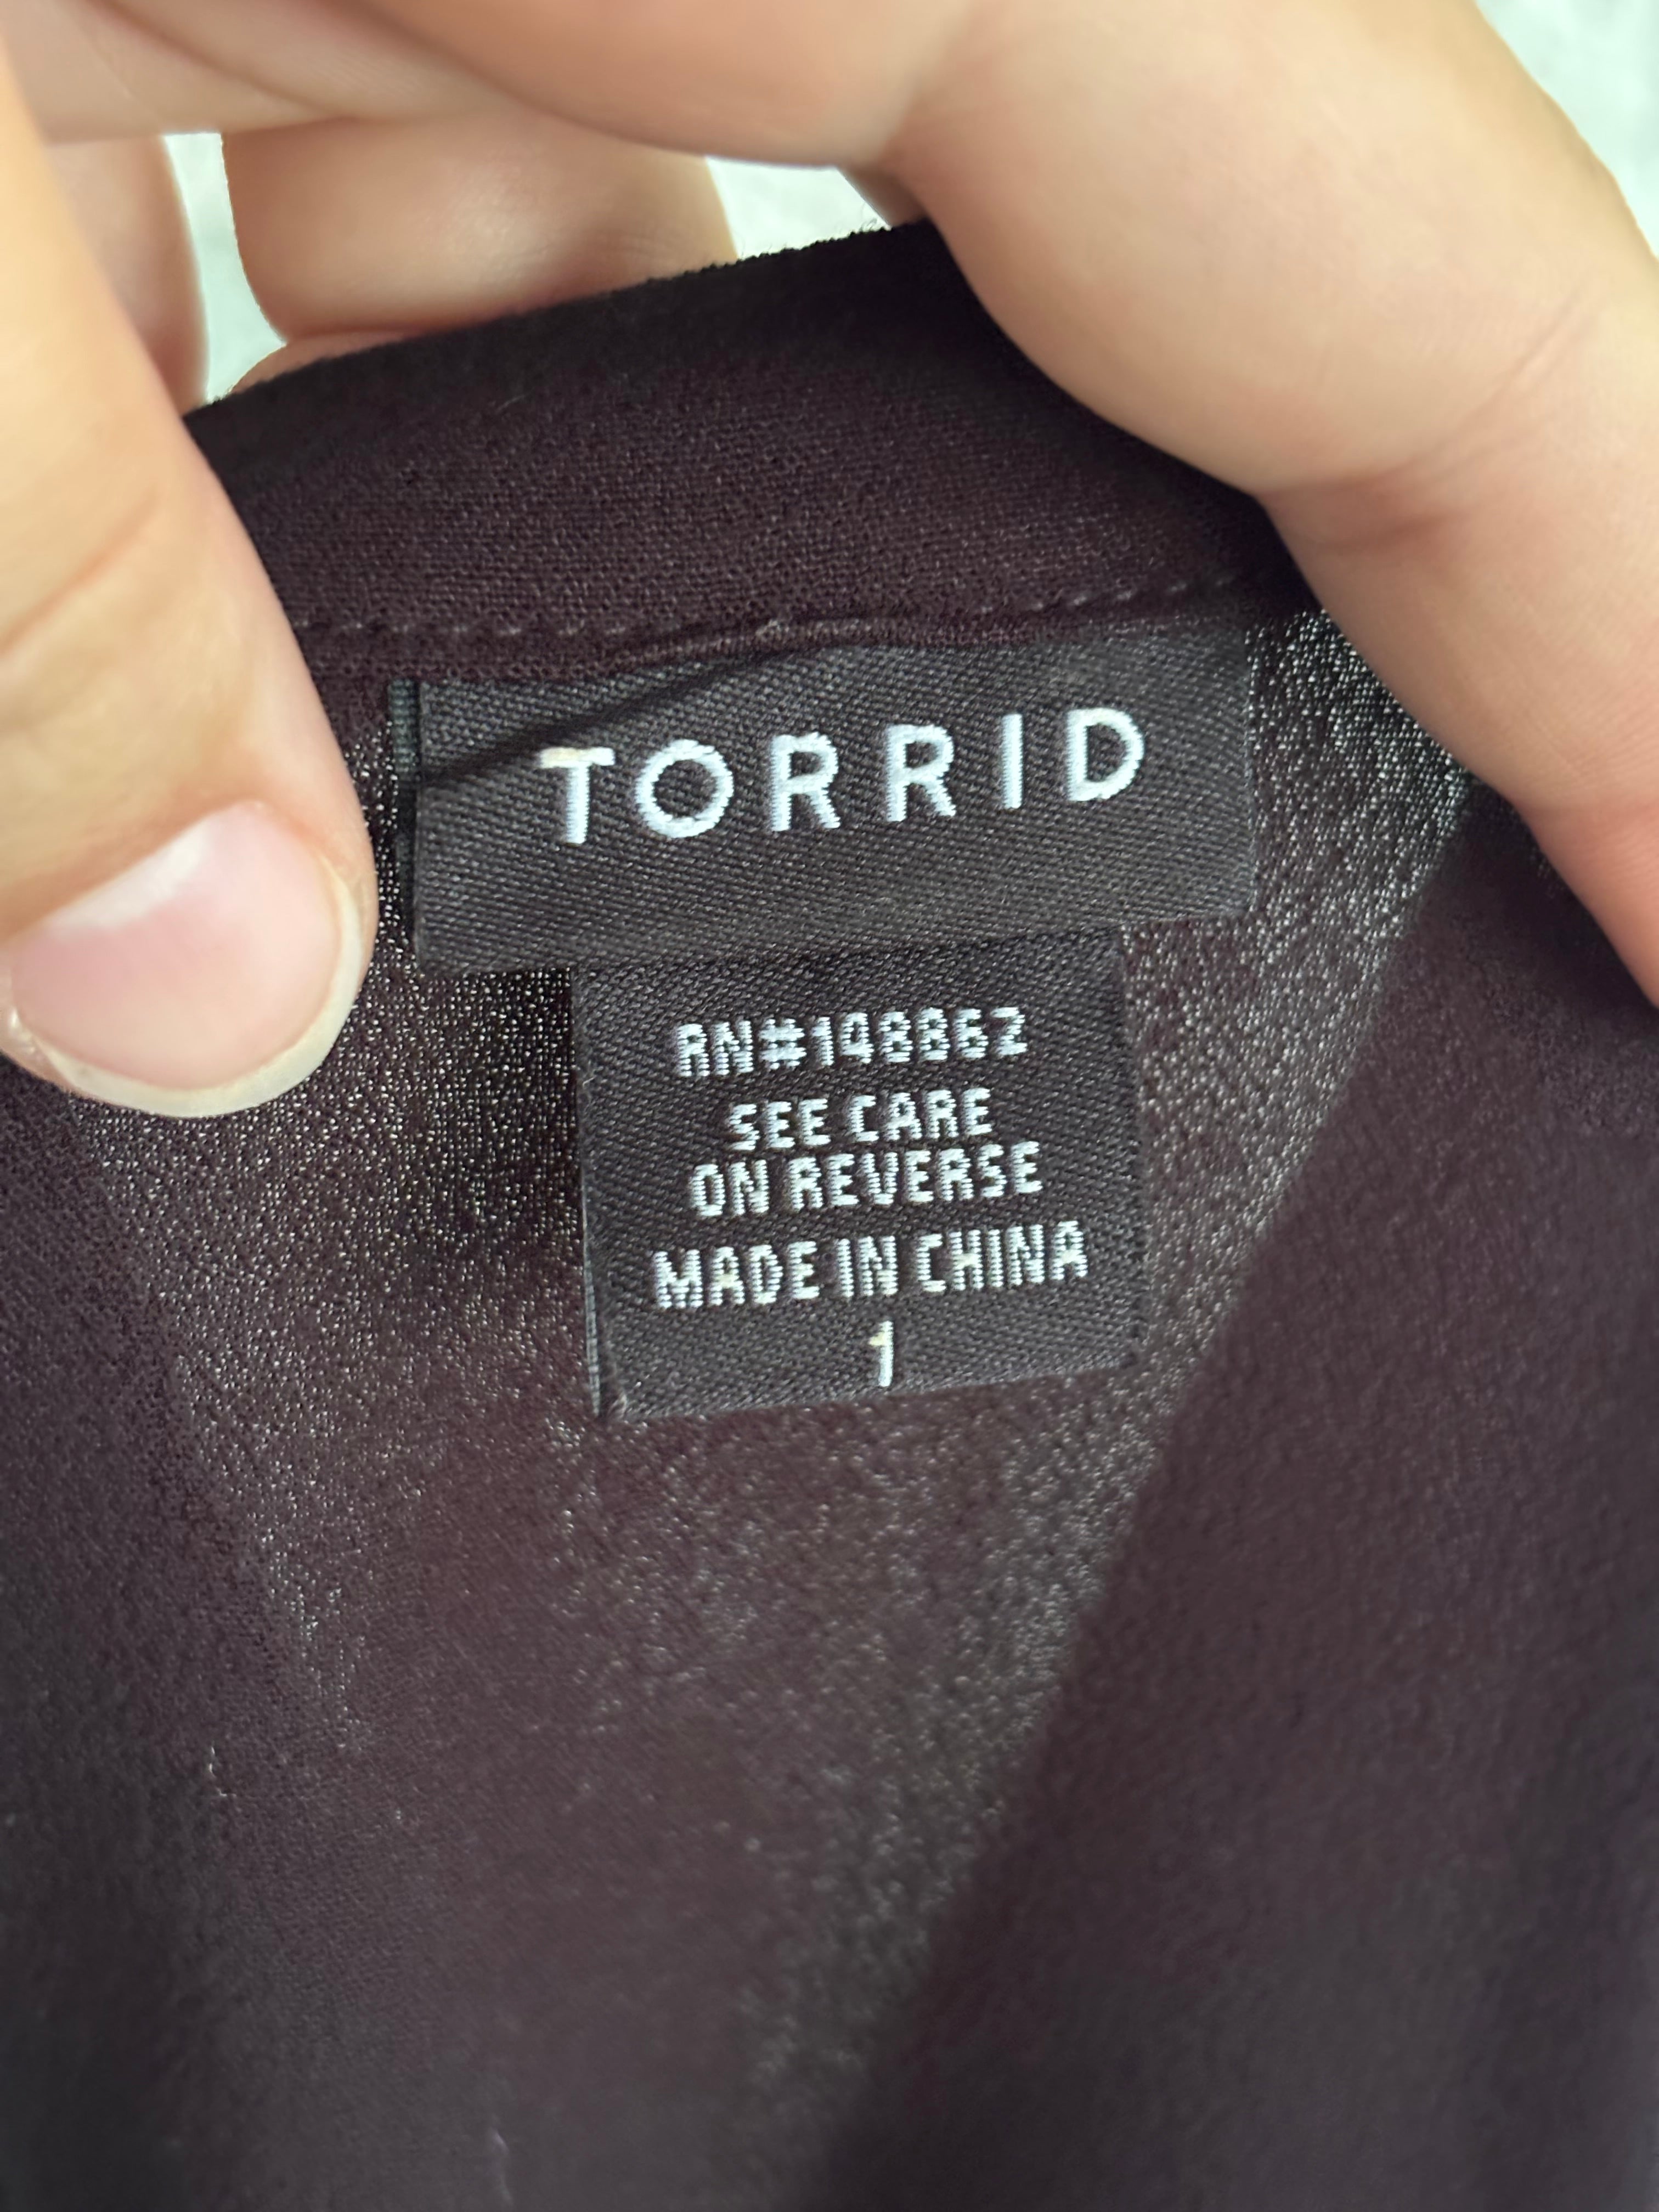 TORRID
RN#148862
SEE CARE
ON REVERSE
MADE IN CHINA
1